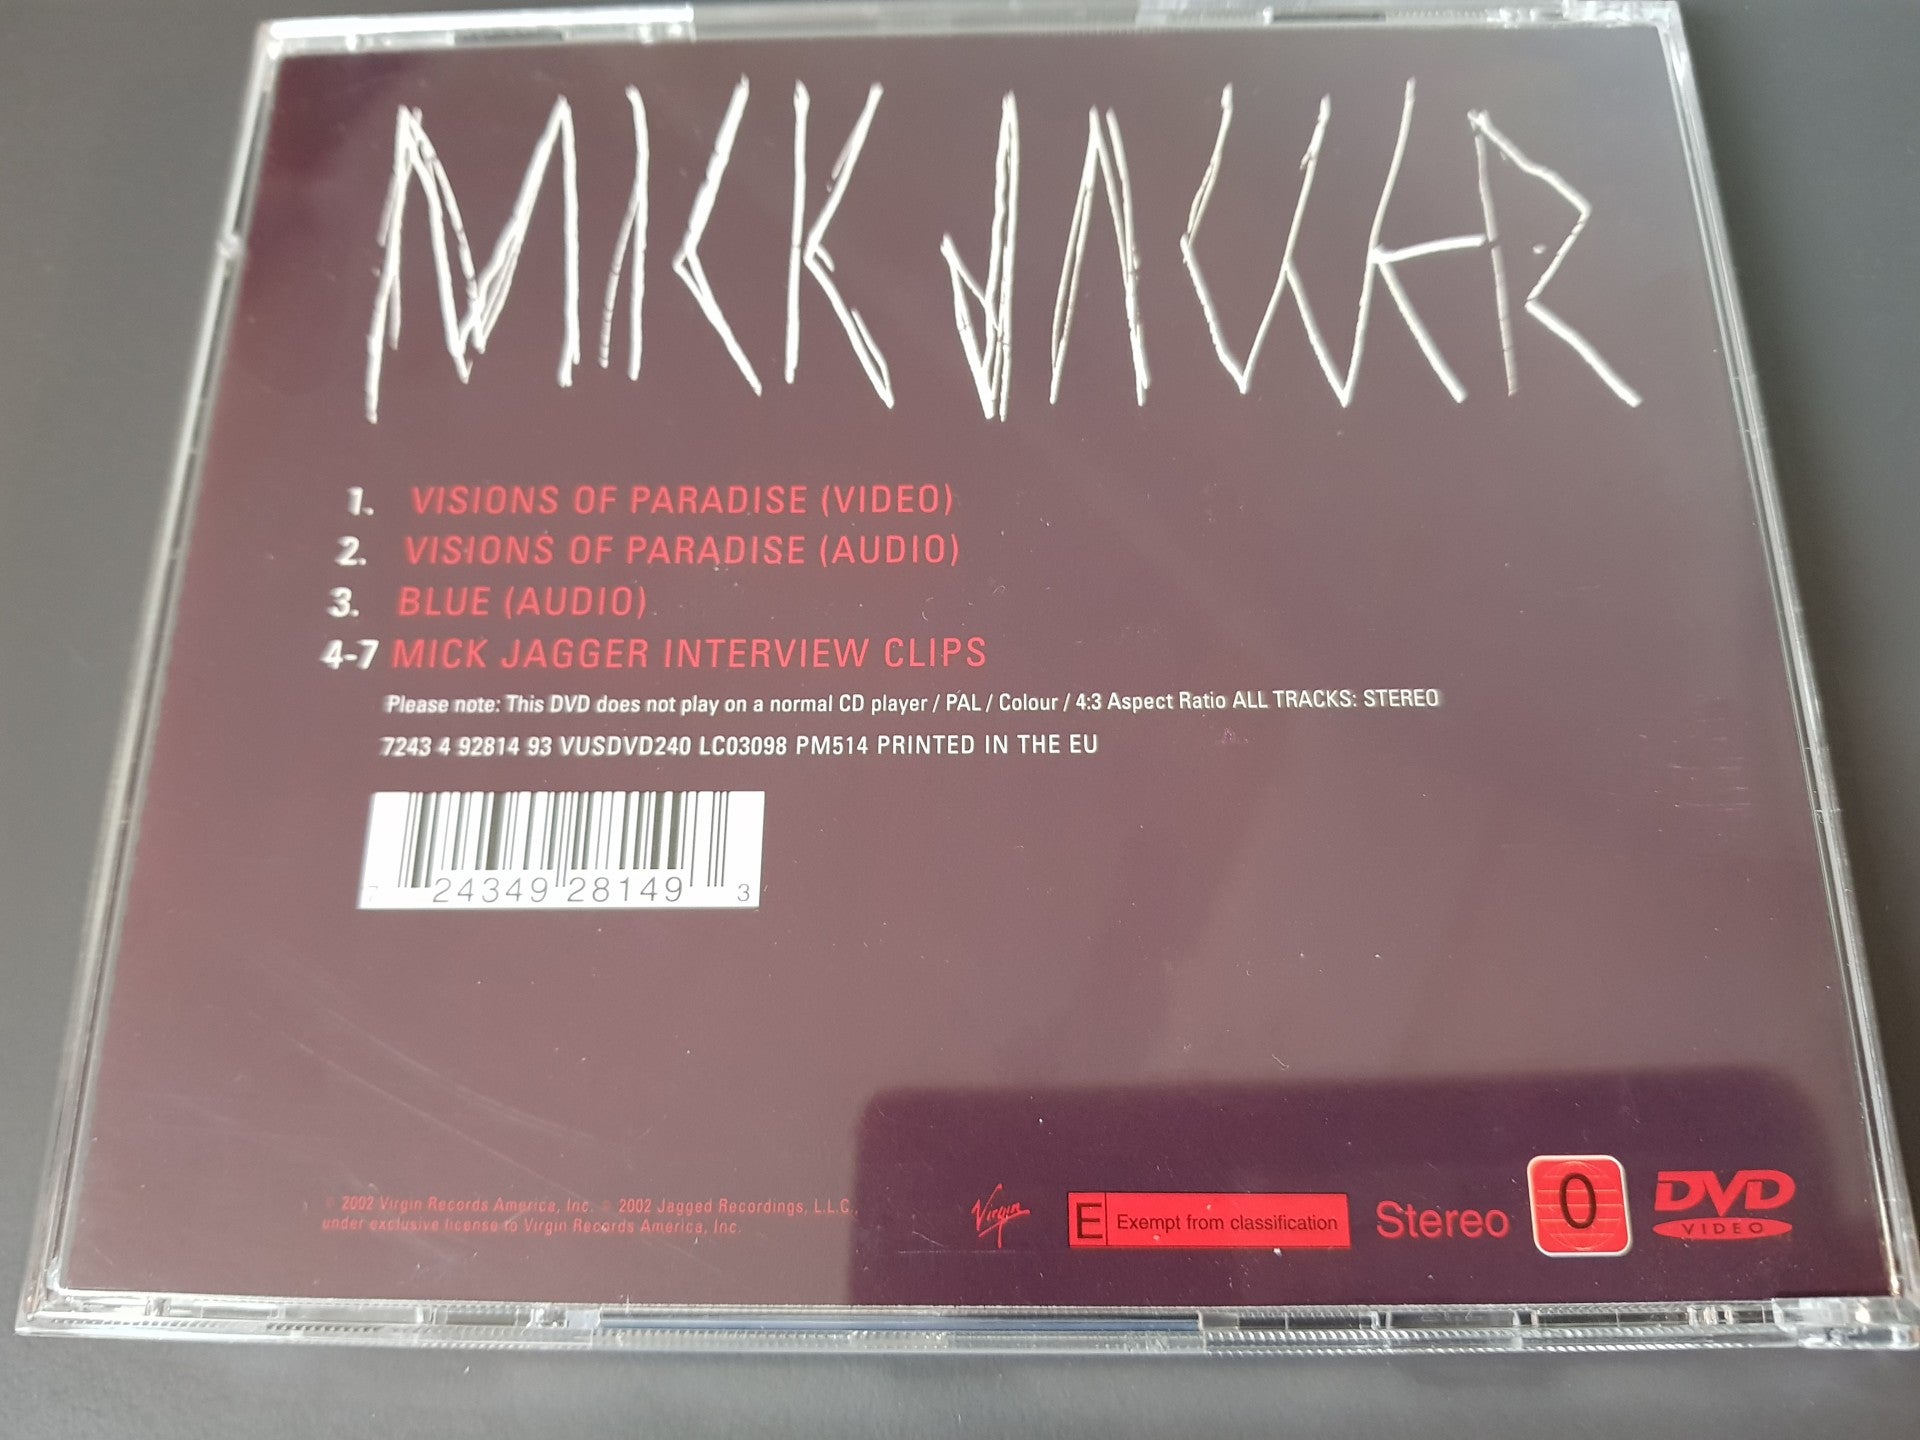 MICK JAGGER
1. VISIONS OF PARADISE (VIDEO)
2. VISIONS OF PARADISE (AUDIO)
3. BLUE (AUDIO)
4-7 MICK JAGGER INTERVIEW CLIPS
Please note: This DVD does not play on a normal CD player / PAL / Colour / 4:3 Aspect Ratio ALL TRACKS: STEREO
7243 4 92814 93 VUSDVD240 LC03098 PM514 PRINTED IN THE EU
7 24349 28149 3
℗ 2002 Virgin Records America, Inc. © 2002 Jagged Recordings, L.L.C.,
under exclusive license to Virgin Records America, Inc.
Virgin
E Exempt from classification
Stereo
0
DVD
VIDEO